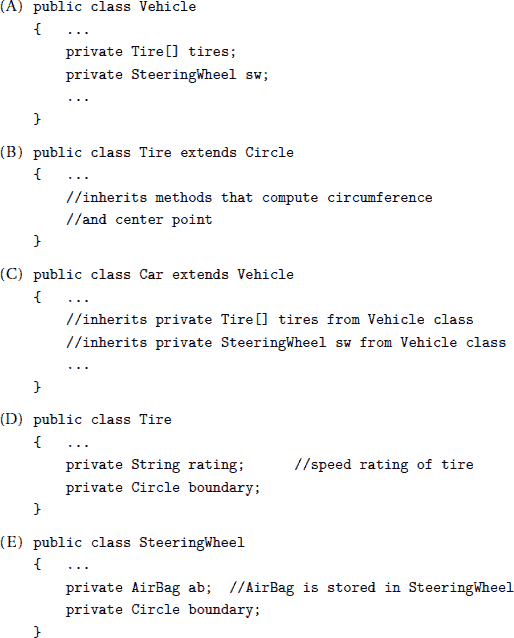 (A) public class Vehicle
{ ...
private Tire[] tires;
private SteeringWheel sw;
...
}
(B) public class Tire extends Circle
{ ...
//inherits methods that compute circumference
//and center point
}
(C) public class Car extends Vehicle
{ ...
//inherits private Tire[] tires from Vehicle class
//inherits private SteeringWheel sw from Vehicle class
...
}
(D) public class Tire
{ ...
private String rating; //speed rating of tire
private Circle boundary;
}
(E) public class SteeringWheel
{ ...
private AirBag ab; //AirBag is stored in SteeringWheel
private Circle boundary;
}